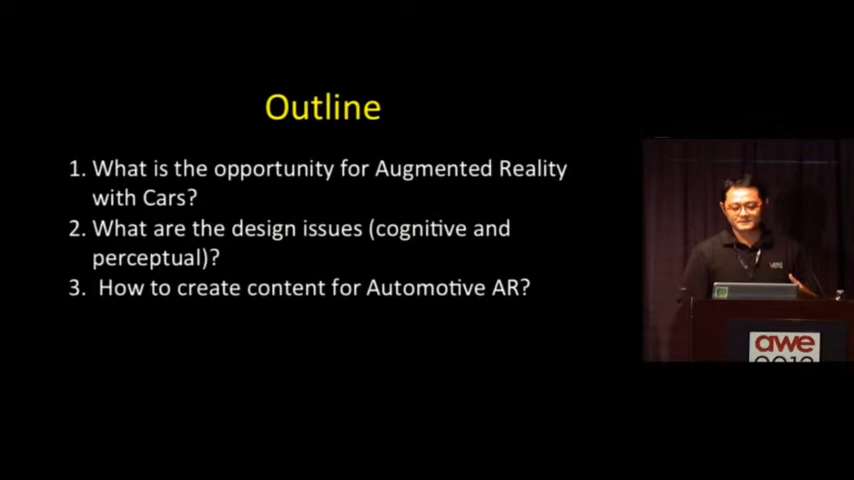 Outline
1. What is the opportunity for Augmented Reality
with Cars?
2. What are the design issues (cognitive and
perceptual)?
3. How to create content for Automotive AR?
awe